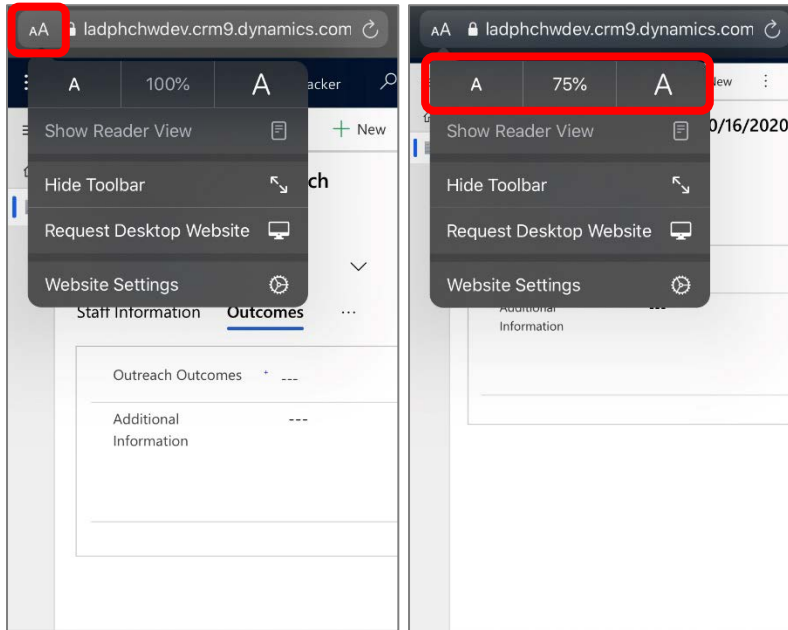 AA ladphchwdev.crm9.dynamics.com
A 100% A
acker
Show Reader View
New
Hide Toolbar
ch
Request Desktop Website
Website Settings
Staff Information Outcomes ...
Outreach Outcomes * ---
Additional ---
Information
AA ladphchwdev.crm9.dynamics.com
A 75% A
New
Show Reader View
0/16/2020
Hide Toolbar
Request Desktop Website
Website Settings
Additional ---
Information